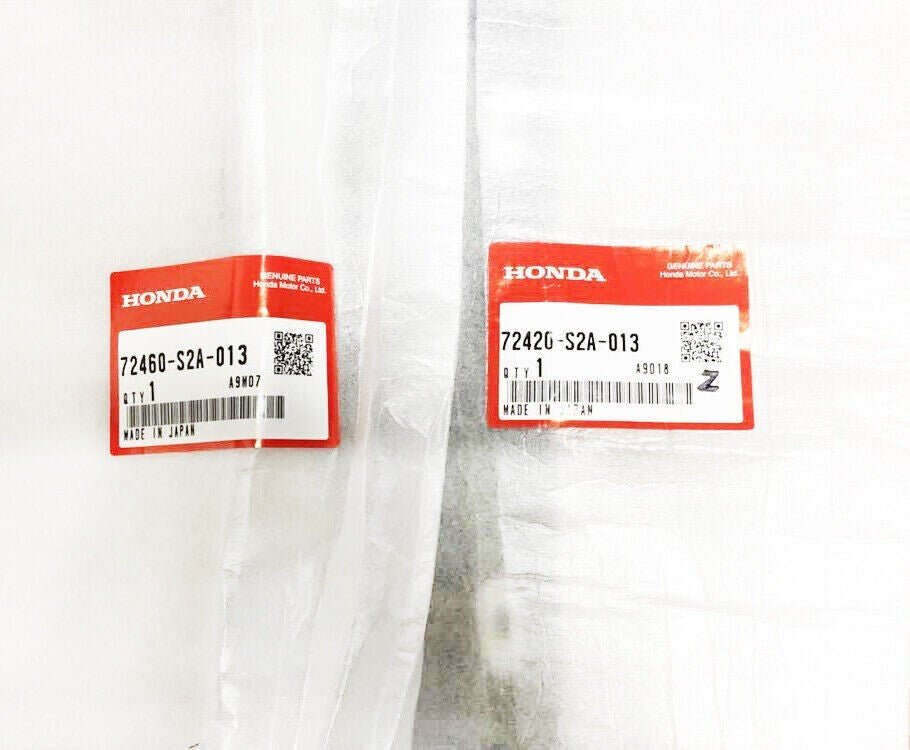 HONDA
GENUINE PARTS
Honda Motor Co., Ltd.
72460-S2A-013
QTY 1
A9M07
MADE IN JAPAN
HONDA
GENUINE PARTS
Honda Motor Co., Ltd.
72420-S2A-013
QTY 1
A9018
Z
MADE IN JAPAN